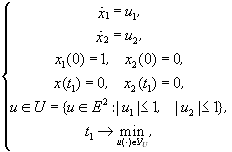 ẋ₁ = u₁,
ẋ₂ = u₂,
x₁(0) = 1, x₂(0) = 0,
x(t₁) = 0, x₂(t₁) = 0,
u ∈ U = {u ∈ E² : | u₁ | ≤ 1, | u₂ | ≤ 1},
t₁ → min u(·)∈𝒱_U ,